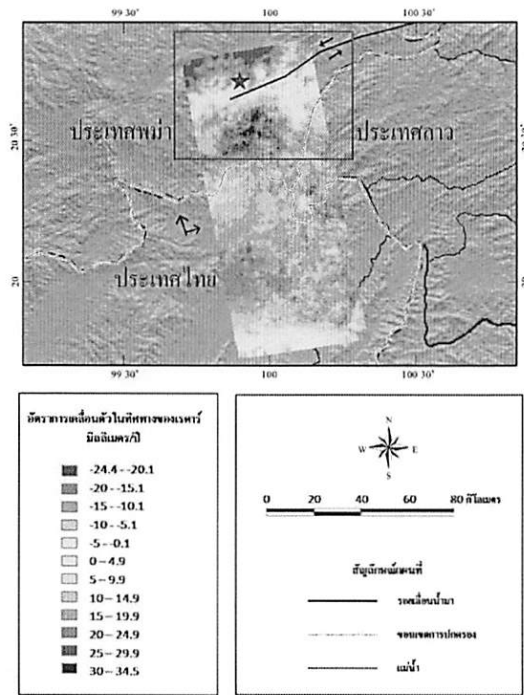 99 30 100 100 30
20 30 20 30
ประเทศพม่า ประเทศลาว
ประเทศไทย
20 20
99 30 100 100 30
อัตราการเคลื่อนตัวในทิศทางของเรดาร์
มิลลิเมตร/ปี
-24.4 - -20.1
-20 - -15.1
-15 - -10.1
-10 - -5.1
-5 - -0.1
0 - 4.9
5 - 9.9
10 - 14.9
15 - 19.9
20 - 24.9
25 - 29.9
30 - 34.5
N
W E
S
0 20 40 60 80 กิโลเมตร
สัญลักษณ์แผนที่
รอยเลื่อนน้ำมา
ขอบเขตการปกครอง
แม่น้ำ